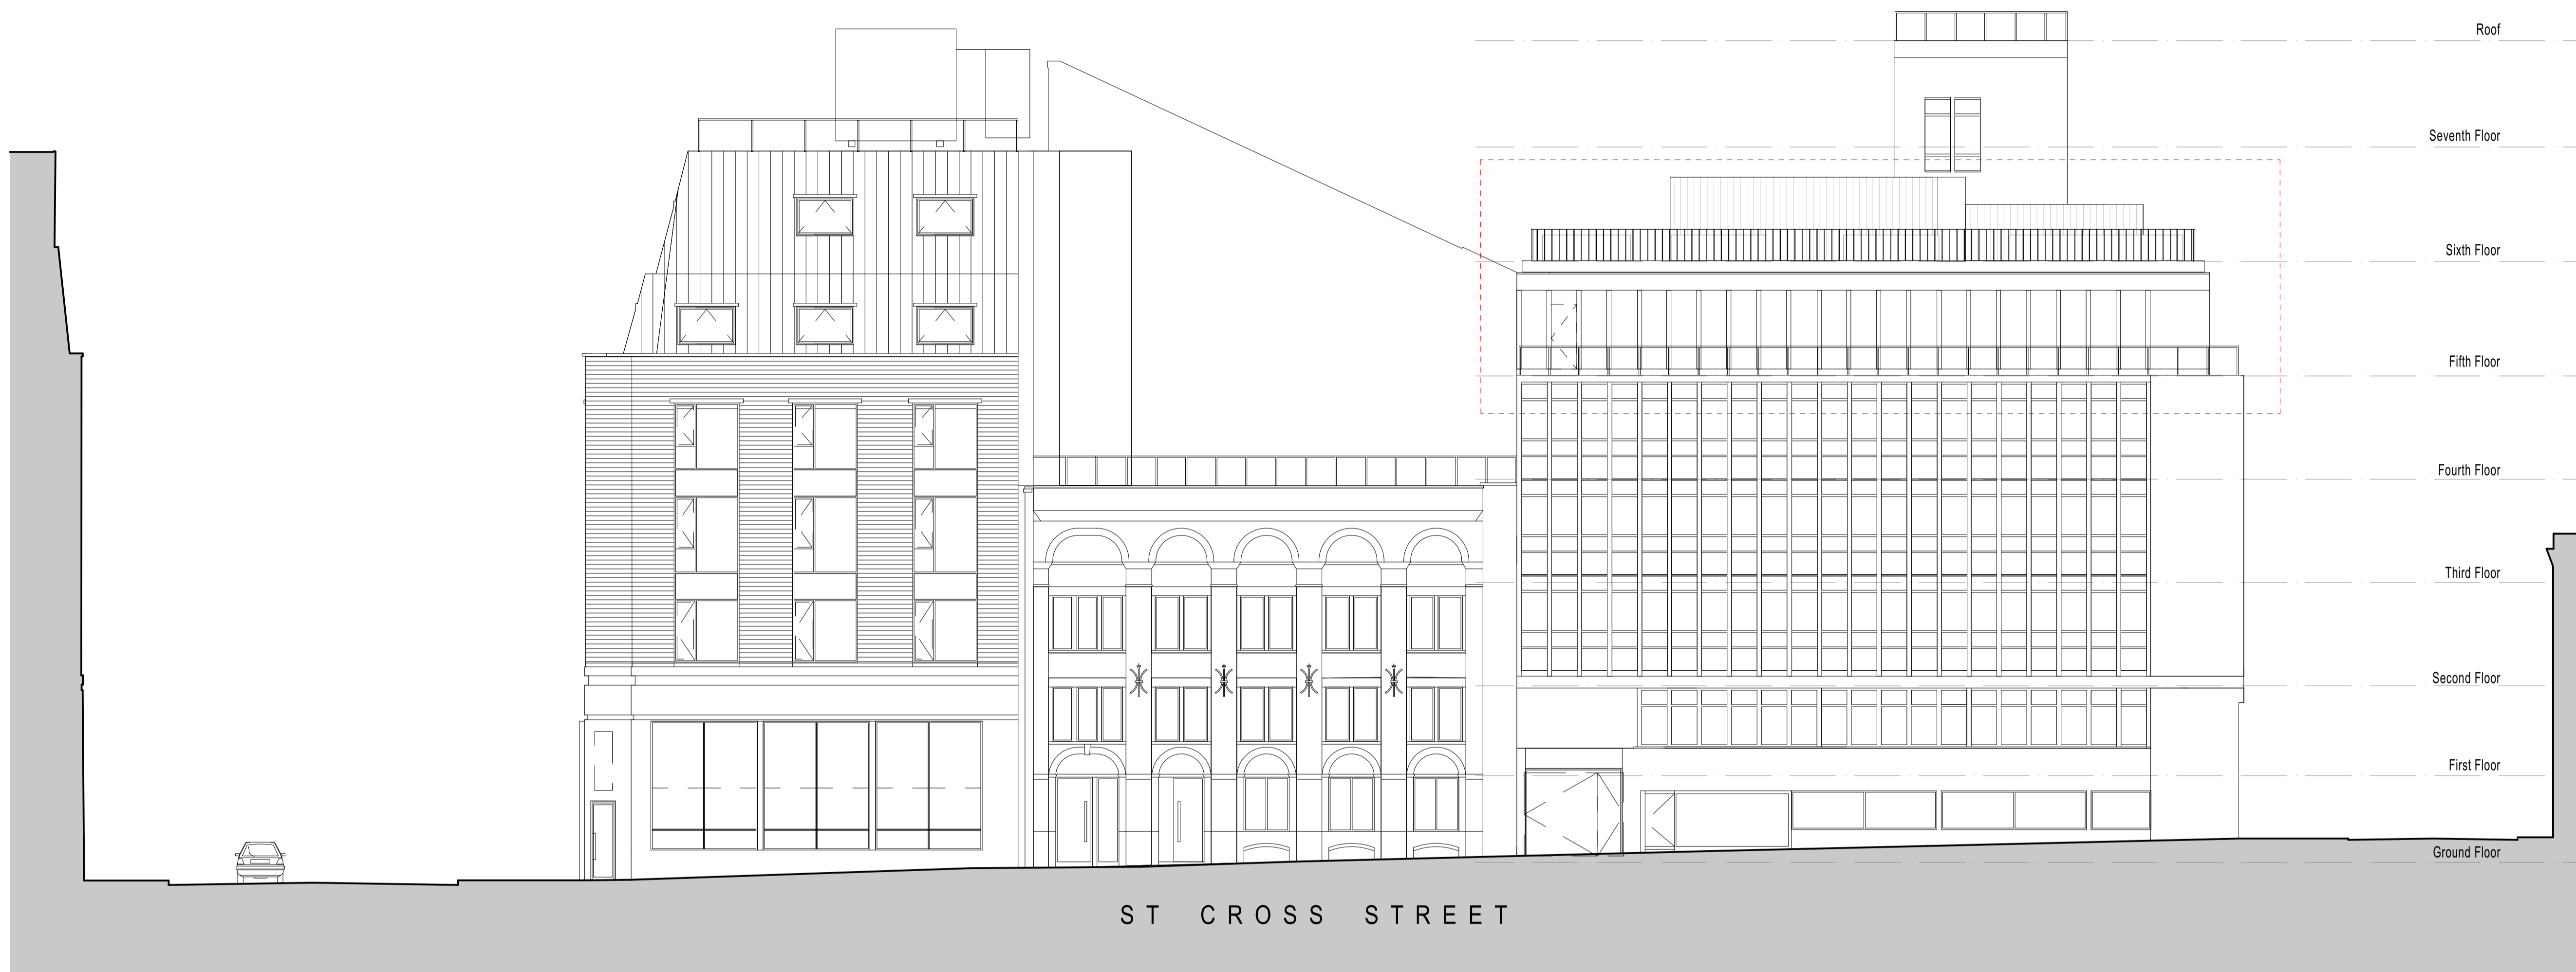 Roof
Seventh Floor
Sixth Floor
Fifth Floor
Fourth Floor
Third Floor
Second Floor
First Floor
Ground Floor
ST CROSS STREET